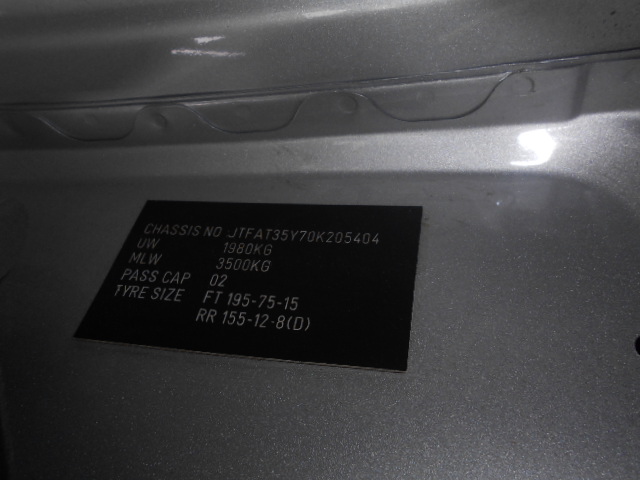 CHASSIS NO JTFAT35Y70K205404
UW 1980KG
MLW 3500KG
PASS CAP 02
TYRE SIZE FT 195-75-15
RR 155-12-8(D)